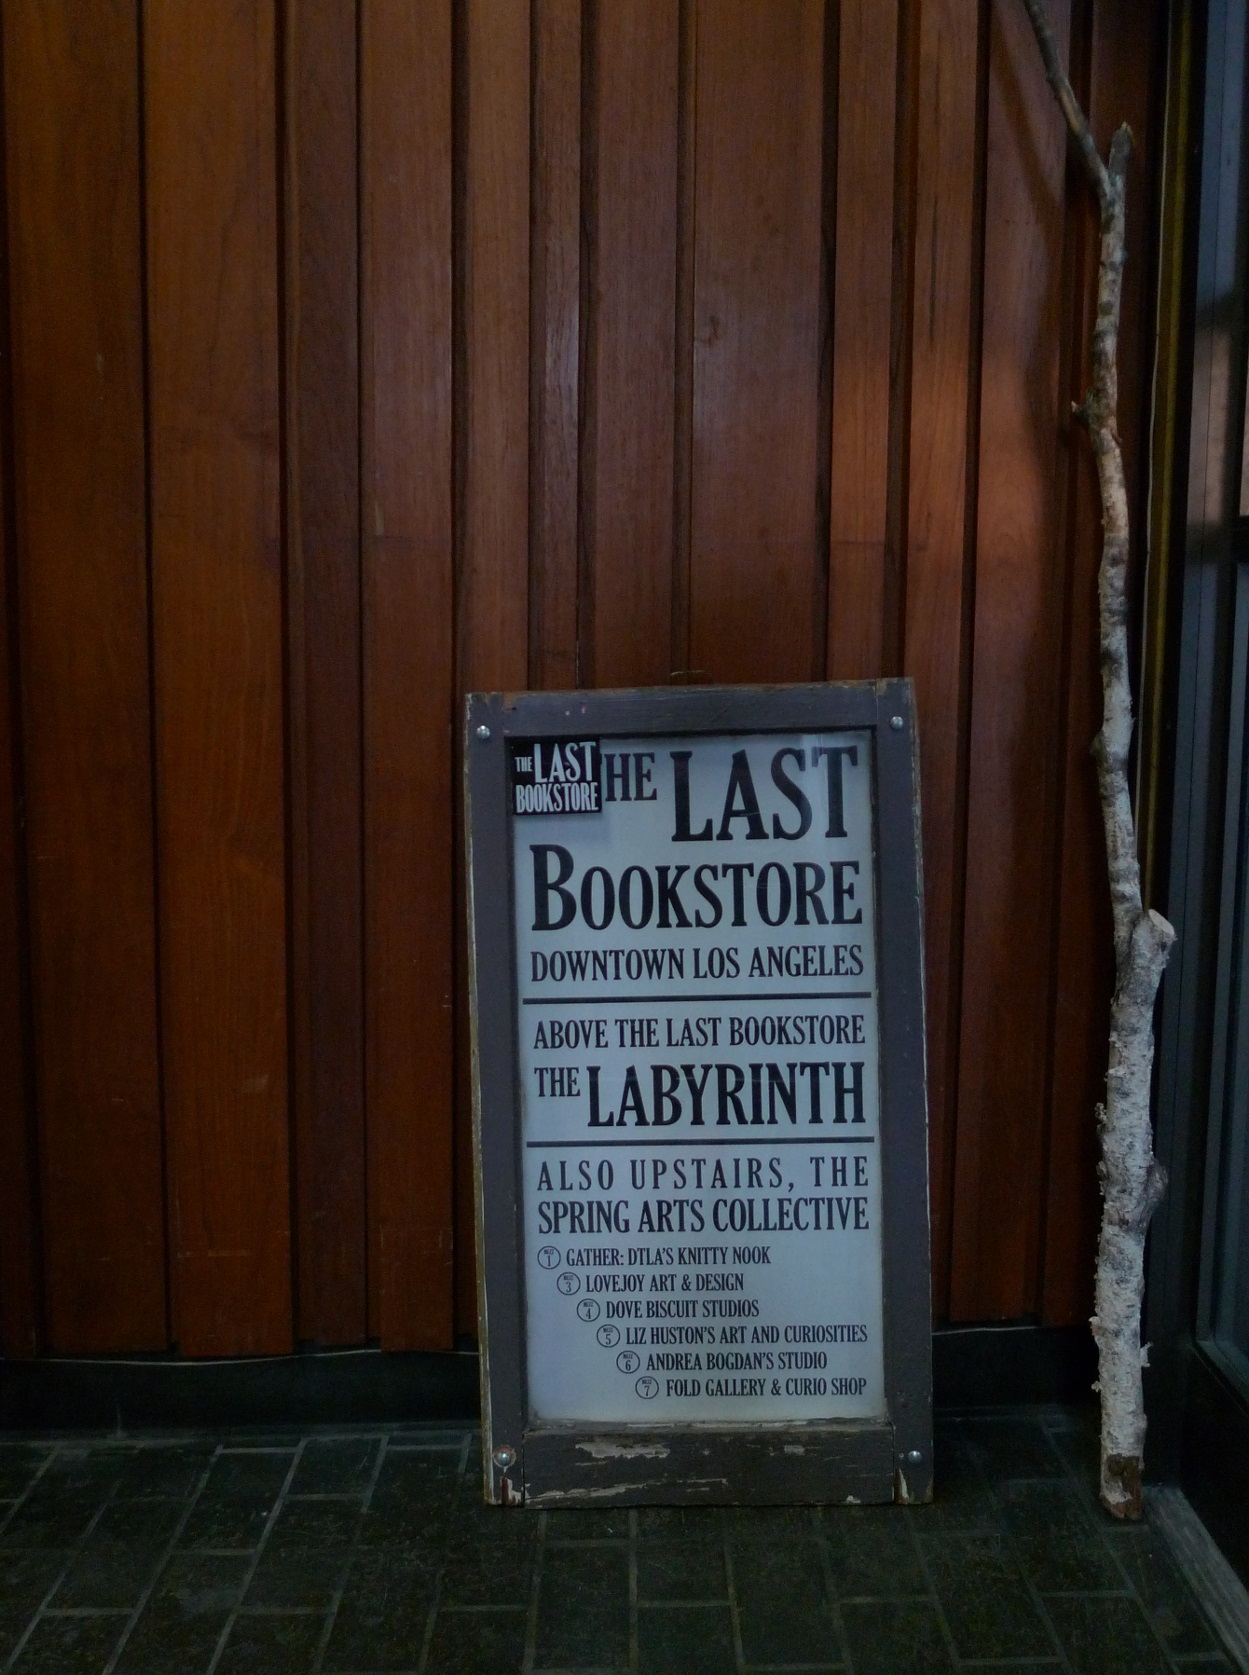 THE LAST
BOOKSTORE
HE LAST
BOOKSTORE
DOWNTOWN LOS ANGELES
ABOVE THE LAST BOOKSTORE
THE LABYRINTH
ALSO UPSTAIRS, THE
SPRING ARTS COLLECTIVE
1 GATHER: DTLA'S KNITTY NOOK
3 LOVEJOY ART & DESIGN
4 DOVE BISCUIT STUDIOS
5 LIZ HUSTON'S ART AND CURIOSITIES
6 ANDREA BOGDAN'S STUDIO
7 FOLD GALLERY & CURIO SHOP